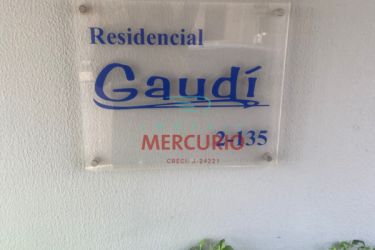 Residencial
Gaudí
MERCURIO
2-135
CRECI J-24221